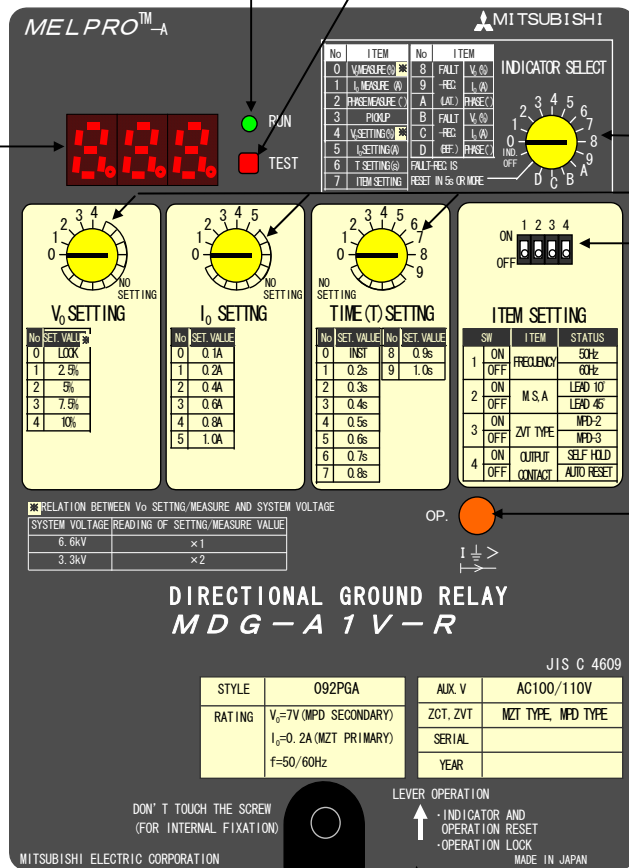 MELPRO™-A
MITSUBISHI
RUN
TEST
No ITEM No ITEM
0 V₀MEASURE(%) ※ 8 FAULT V₀(%)
1 I₀ MEASURE (A) 9 -REC. I₀(A)
2 PHASEMEASURE(°) A (LAT.) PHASE(°)
3 PICKUP B FAULT V₀(%)
4 V₀SETTING(%) ※ C -REC. I₀(A)
5 I₀SETTING(A) D (BEF.) PHASE(°)
6 T SETTING(s) FAULT-REC. IS
7 ITEM SETTING RESET IN 5s OR MORE
INDICATOR SELECT
IND. OFF 0 1 2 3 4 5 6 7 8 9 A B C D
0 1 2 3 4
NO SETTING
V₀ SETTING
No SET.VALUE ※
0 LOCK
1 2.5%
2 5%
3 7.5%
4 10%
0 1 2 3 4 5
NO SETTING
I₀ SETTING
No SET.VALUE
0 0.1A
1 0.2A
2 0.4A
3 0.6A
4 0.8A
5 1.0A
0 1 2 3 4 5 6 7 8 9
NO SETTING
TIME(T)SETTNG
No SET.VALUE No SET.VALUE
0 INST 8 0.9s
1 0.2s 9 1.0s
2 0.3s
3 0.4s
4 0.5s
5 0.6s
6 0.7s
7 0.8s
1 2 3 4
ON
OFF
ITEM SETTING
SW ITEM STATUS
1 ON FRECUENCY 50Hz
OFF 60Hz
2 ON M.S,A LEAD 10°
OFF LEAD 45°
3 ON ZVT TYPE MPD-2
OFF MPD-3
4 ON OUTPUT CONTACT SELF HOLD
OFF AUTO RESET
※RELATION BETWEEN Vo SETTNG/MEASURE AND SYSTEM VOLTAGE
SYSTEM VOLTAGE READING OF SETTNG/MEASURE VALUE
6.6kV ×1
3.3kV ×2
OP.
I >
DIRECTIONAL GROUND RELAY
MDG-A1V-R
JIS C 4609
STYLE 092PGA
RATING V₀=7V(MPD SECONDARY)
I₀=0.2A(MZT PRIMARY)
f=50/60Hz
AUX.V AC100/110V
ZCT,ZVT MZT TYPE, MPD TYPE
SERIAL
YEAR
DON'T TOUCH THE SCREW
(FOR INTERNAL FIXATION)
LEVER OPERATION
・INDICATOR AND
OPERATION RESET
・OPERATION LOCK
MITSUBISHI ELECTRIC CORPORATION
MADE IN JAPAN